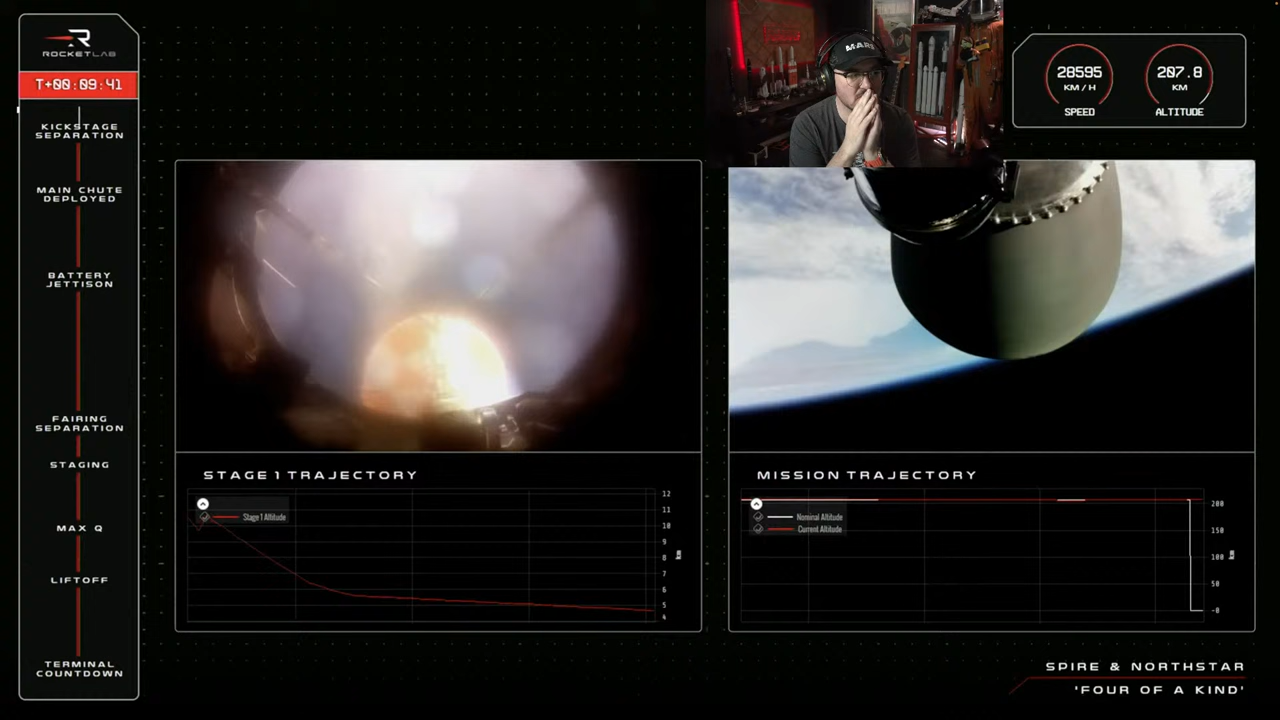 ROCKETLAB
T+00:09:41
KICKSTAGE
SEPARATION
MAIN CHUTE
DEPLOYED
BATTERY
JETTISON
FAIRING
SEPARATION
STAGING
MAX Q
LIFTOFF
TERMINAL
COUNTDOWN
MARS
28595
KM/H
SPEED
207.8
KM
ALTITUDE
STAGE 1 TRAJECTORY
Stage 1 Altitude
12
11
10
9
8
7
6
5
4
km
MISSION TRAJECTORY
Nominal Altitude
Current Altitude
200
150
100
50
-0
km
SPIRE & NORTHSTAR
'FOUR OF A KIND'